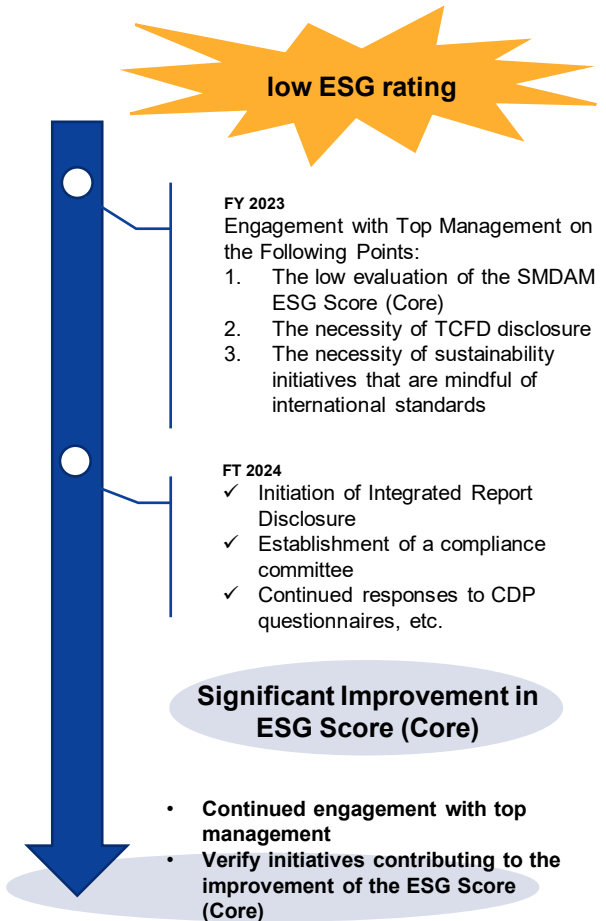 low ESG rating
FY 2023
Engagement with Top Management on
the Following Points:
1. The low evaluation of the SMDAM
ESG Score (Core)
2. The necessity of TCFD disclosure
3. The necessity of sustainability
initiatives that are mindful of
international standards
FT 2024
✓ Initiation of Integrated Report
Disclosure
✓ Establishment of a compliance
committee
✓ Continued responses to CDP
questionnaires, etc.
Significant Improvement in
ESG Score (Core)
• Continued engagement with top
management
• Verify initiatives contributing to the
improvement of the ESG Score
(Core)